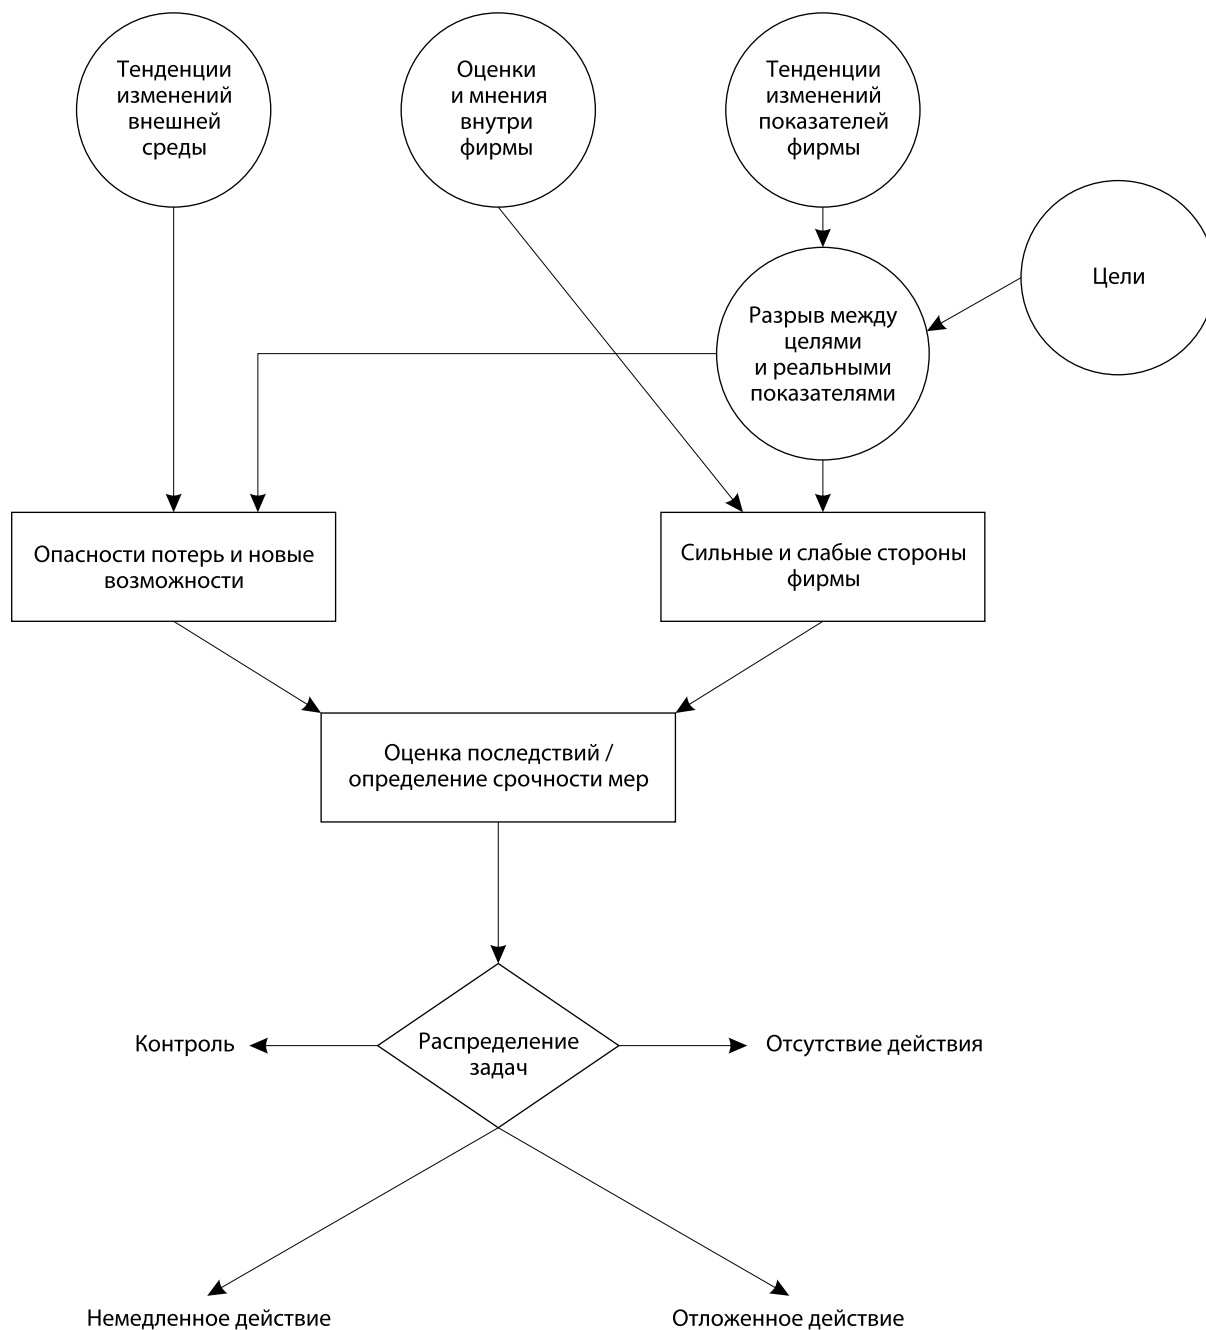 Тенденции
изменений
внешней
среды
Оценки
и мнения
внутри
фирмы
Тенденции
изменений
показателей
фирмы
Цели
Разрыв между
целями
и реальными
показателями
Опасности потерь и новые
возможности
Сильные и слабые стороны
фирмы
Оценка последствий /
определение срочности мер
Распределение
задач
Контроль
Отсутствие действия
Немедленное действие
Отложенное действие